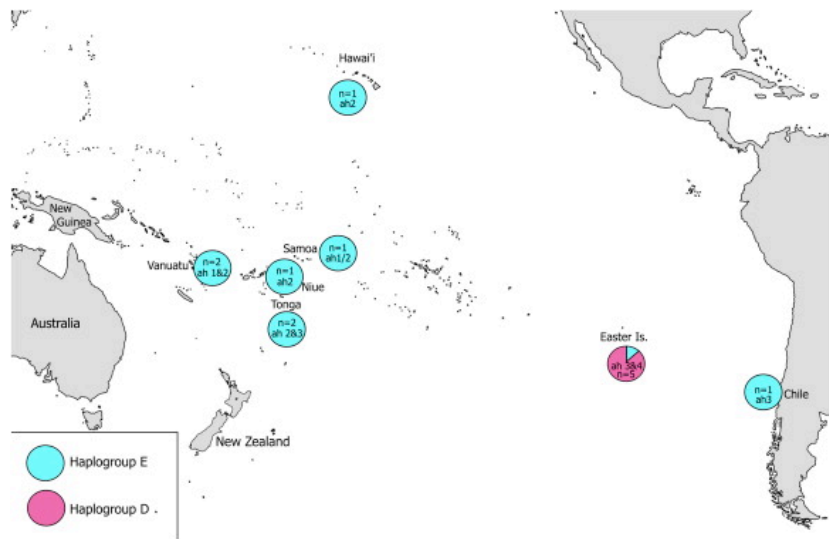 Hawai'i
n=1
ah2
New
Guinea
Samoa
n=1
ah1/2
Vanuatu
n=2
ah 1&2
n=1
ah2
Niue
Tonga
n=2
ah 2&3
Australia
Easter Is.
ah 3&4
n=5
n=1
ah3
Chile
New Zealand
Haplogroup E
Haplogroup D .